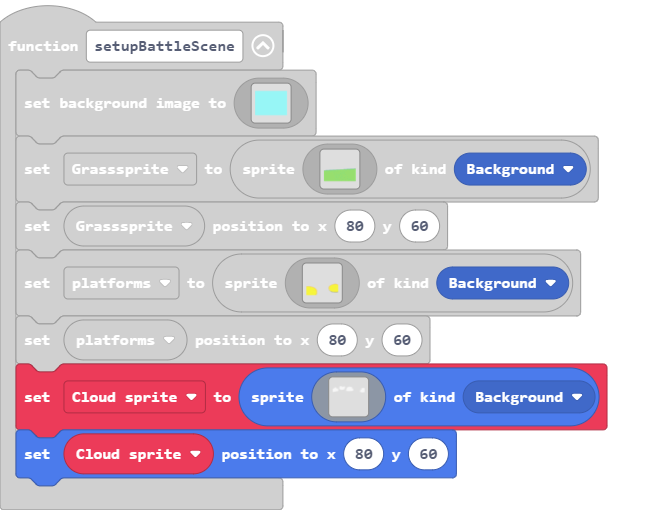 function setupBattleScene
set background image to
set Grasssprite to sprite of kind Background
set Grasssprite position to x 80 y 60
set platforms to sprite of kind Background
set platforms position to x 80 y 60
set Cloud sprite to sprite of kind Background
set Cloud sprite position to x 80 y 60